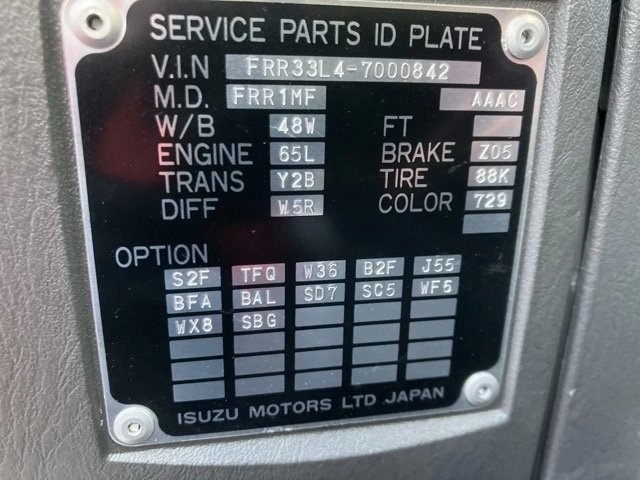 SERVICE PARTS ID PLATE
V.I.N FRR33L4-7000842
M.D. FRR1MF AAAC
W/B 48W FT
ENGINE 65L BRAKE Z05
TRANS Y2B TIRE 88K
DIFF W5R COLOR 729
OPTION
S2F TFQ W36 B2F J55
BFA BAL SD7 SC5 WF6
WX8 SBG
ISUZU MOTORS LTD.JAPAN